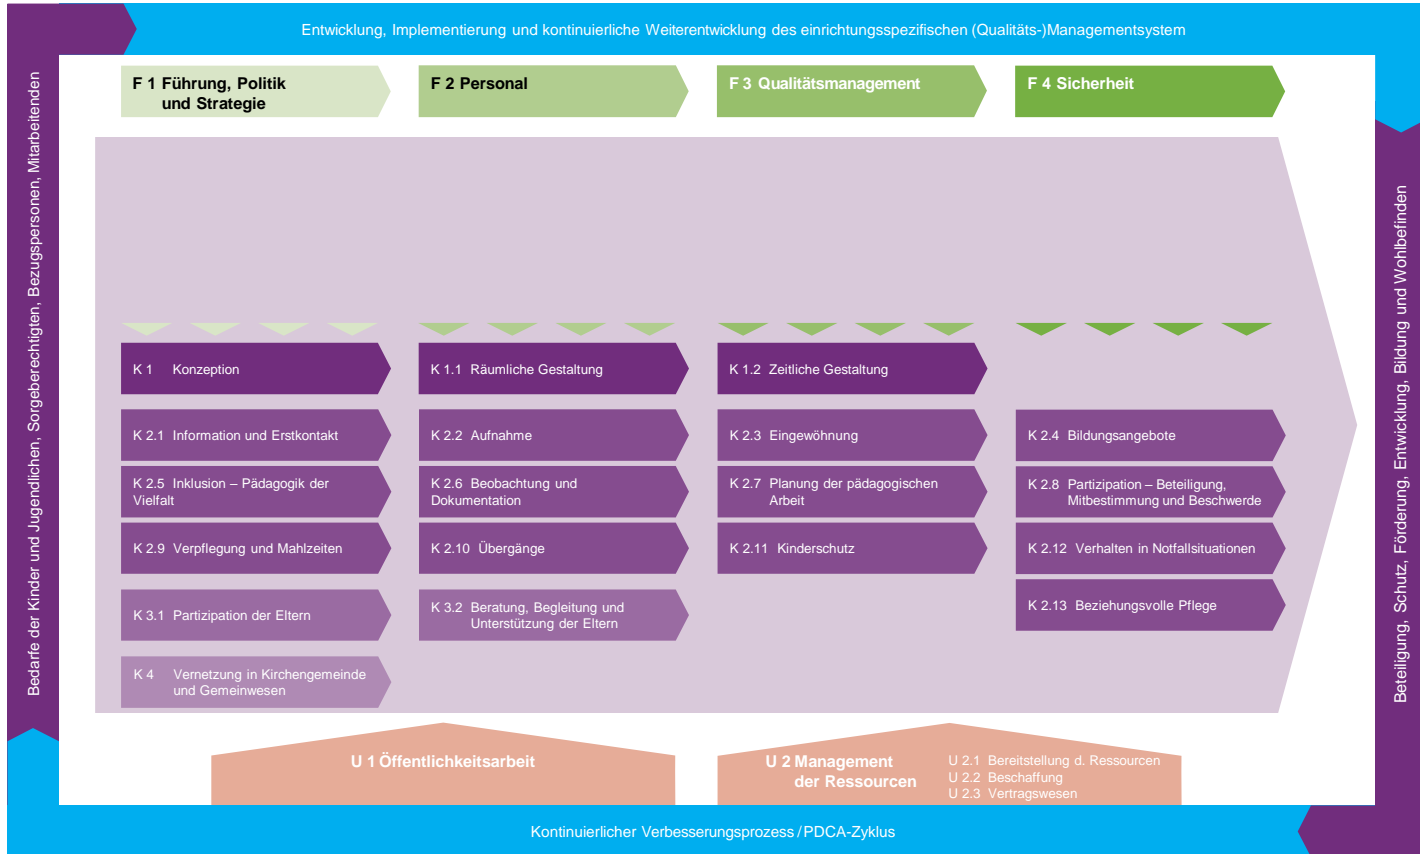 Entwicklung, Implementierung und kontinuierliche Weiterentwicklung des einrichtungsspezifischen (Qualitäts-)Managementsystem
Bedarfe der Kinder und Jugendlichen, Sorgeberechtigten, Bezugspersonen, Mitarbeitenden
F 1 Führung, Politik
und Strategie
F 2 Personal
F 3 Qualitätsmanagement
F 4 Sicherheit
K 1 Konzeption
K 1.1 Räumliche Gestaltung
K 1.2 Zeitliche Gestaltung
K 2.1 Information und Erstkontakt
K 2.2 Aufnahme
K 2.3 Eingewöhnung
K 2.4 Bildungsangebote
K 2.5 Inklusion – Pädagogik der
Vielfalt
K 2.6 Beobachtung und
Dokumentation
K 2.7 Planung der pädagogischen
Arbeit
K 2.8 Partizipation – Beteiligung,
Mitbestimmung und Beschwerde
K 2.9 Verpflegung und Mahlzeiten
K 2.10 Übergänge
K 2.11 Kinderschutz
K 2.12 Verhalten in Notfallsituationen
K 2.13 Beziehungsvolle Pflege
K 3.1 Partizipation der Eltern
K 3.2 Beratung, Begleitung und
Unterstützung der Eltern
K 4 Vernetzung in Kirchengemeinde
und Gemeinwesen
U 1 Öffentlichkeitsarbeit
U 2 Management
der Ressourcen
U 2.1 Bereitstellung d. Ressourcen
U 2.2 Beschaffung
U 2.3 Vertragswesen
Beteiligung, Schutz, Förderung, Entwicklung, Bildung und Wohlbefinden
Kontinuierlicher Verbesserungsprozess / PDCA-Zyklus